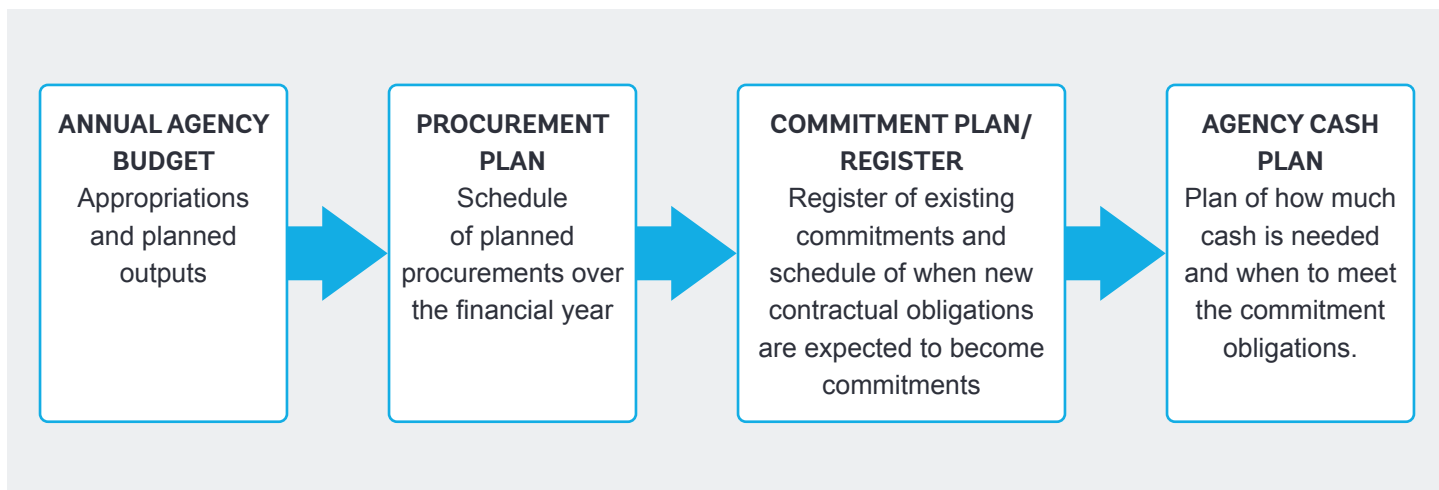 ANNUAL AGENCY
BUDGET
Appropriations
and planned
outputs
PROCUREMENT
PLAN
Schedule
of planned
procurements over
the financial year
COMMITMENT PLAN/
REGISTER
Register of existing
commitments and
schedule of when new
contractual obligations
are expected to become
commitments
AGENCY CASH
PLAN
Plan of how much
cash is needed
and when to meet
the commitment
obligations.